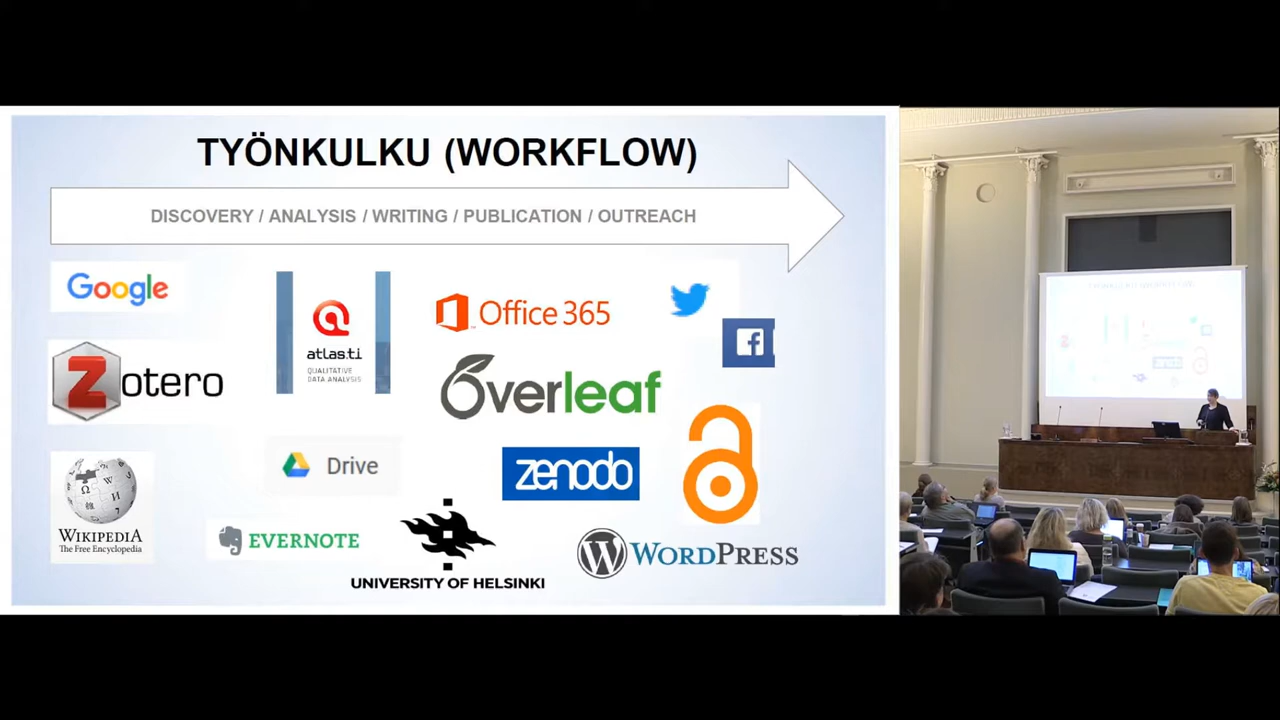 TYÖNKULKU (WORKFLOW)
DISCOVERY / ANALYSIS / WRITING / PUBLICATION / OUTREACH
Google
Zotero
WIKIPEDIA
The Free Encyclopedia
atlas.ti
QUALITATIVE
DATA ANALYSIS
Drive
EVERNOTE
Office 365
Overleaf
zenodo
UNIVERSITY OF HELSINKI
WORDPRESS